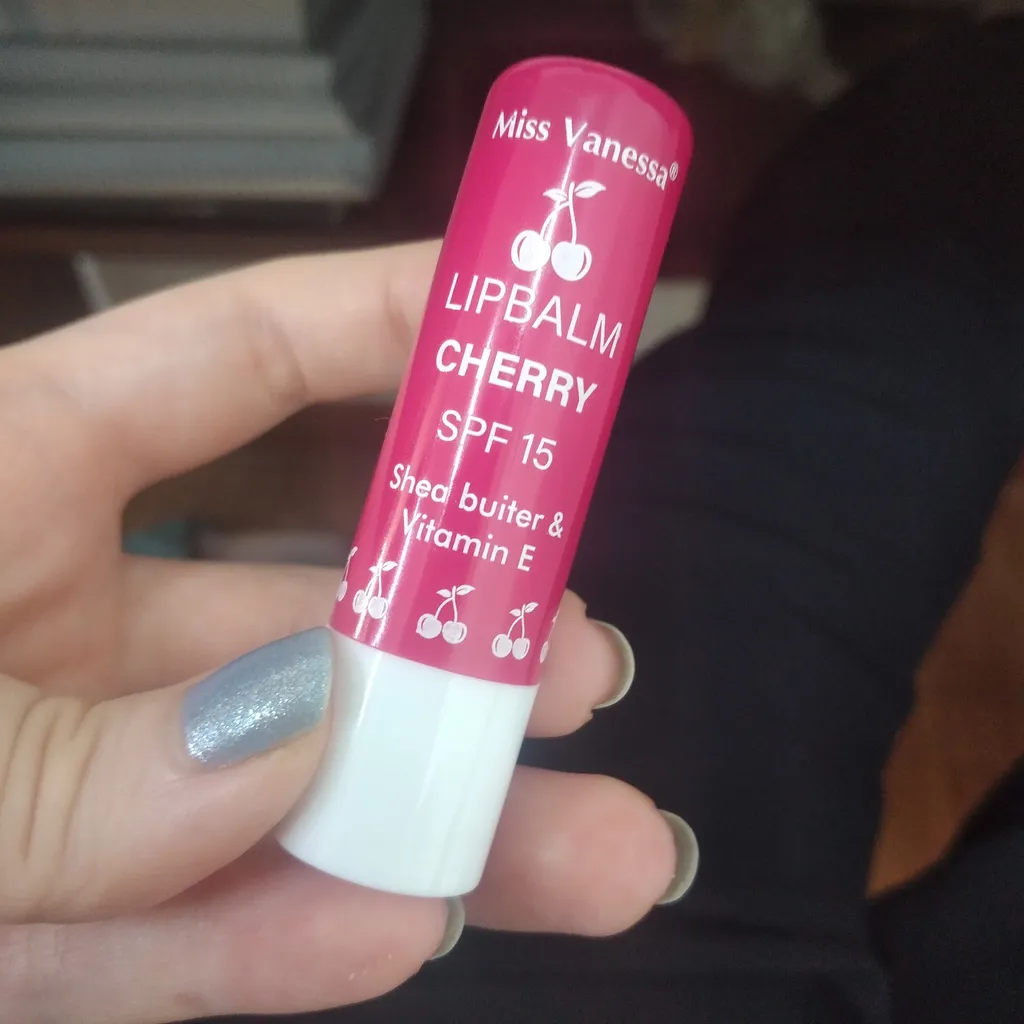 Miss Vanessa®
LIPBALM
CHERRY
SPF 15
Shea buiter &
Vitamin E